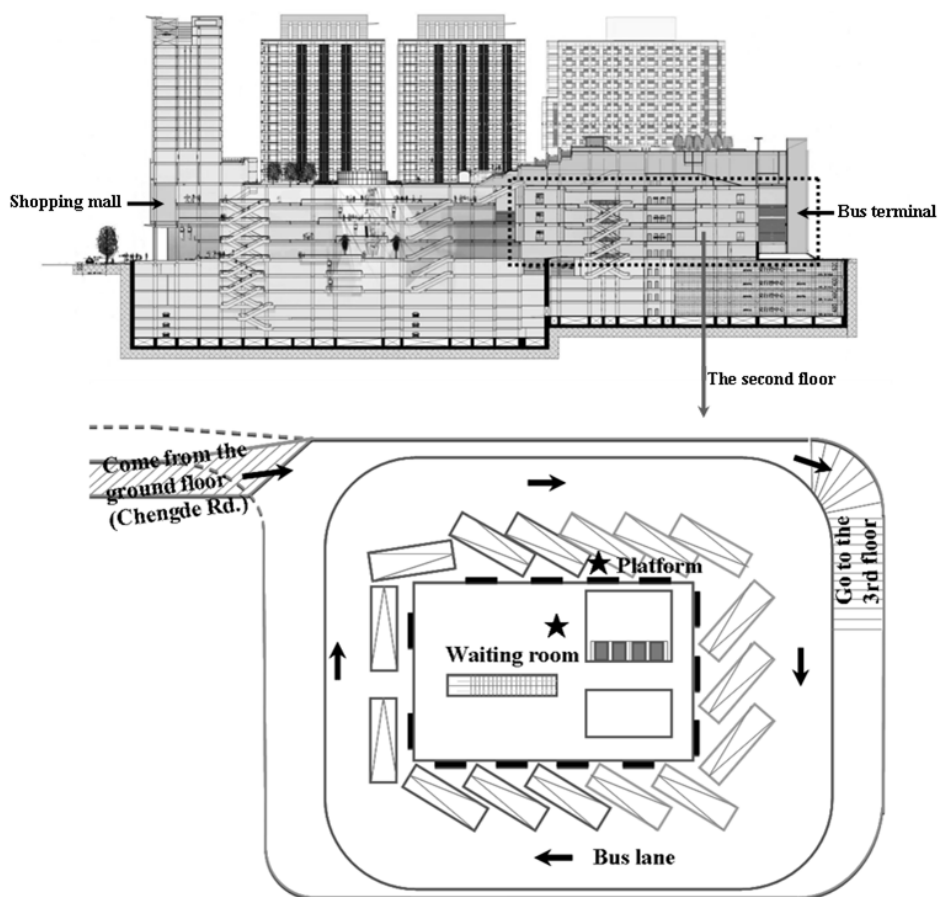 Shopping mall
Bus terminal
The second floor
Come from the
ground floor
(Chengde Rd.)
Go to the
3rd floor
Platform
Waiting room
Bus lane